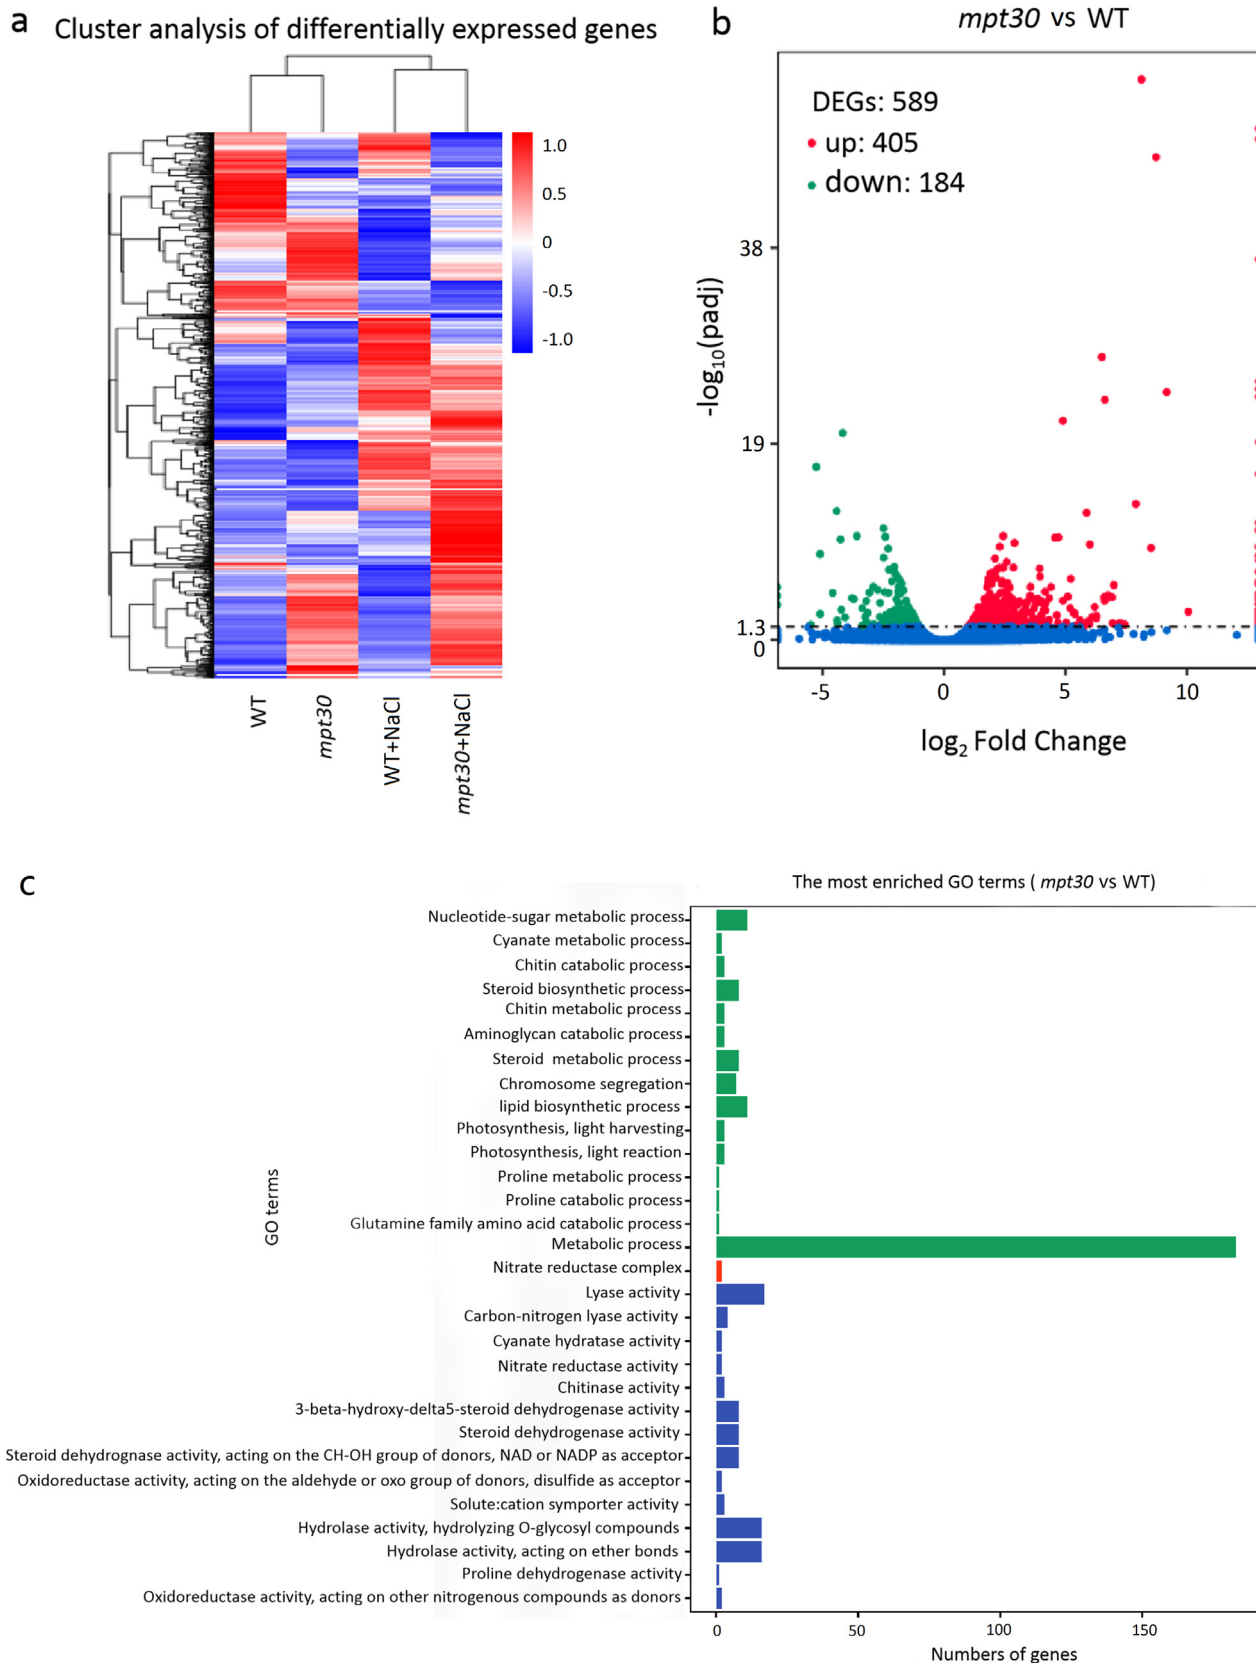 a
Cluster analysis of differentially expressed genes
1.0
0.5
0
-0.5
-1.0
WT
mpt30
WT+NaCl
mpt30+NaCl
b
mpt30 vs WT
DEGs: 589
up: 405
down: 184
-log10(padj)
38
19
1.3
0
-5
0
5
10
log2 Fold Change
c
The most enriched GO terms ( mpt30 vs WT)
GO terms
Nucleotide-sugar metabolic process
Cyanate metabolic process
Chitin catabolic process
Steroid biosynthetic process
Chitin metabolic process
Aminoglycan catabolic process
Steroid metabolic process
Chromosome segregation
lipid biosynthetic process
Photosynthesis, light harvesting
Photosynthesis, light reaction
Proline metabolic process
Proline catabolic process
Glutamine family amino acid catabolic process
Metabolic process
Nitrate reductase complex
Lyase activity
Carbon-nitrogen lyase activity
Cyanate hydratase activity
Nitrate reductase activity
Chitinase activity
3-beta-hydroxy-delta5-steroid dehydrogenase activity
Steroid dehydrogenase activity
Steroid dehydrognase activity, acting on the CH-OH group of donors, NAD or NADP as acceptor
Oxidoreductase activity, acting on the aldehyde or oxo group of donors, disulfide as acceptor
Solute:cation symporter activity
Hydrolase activity, hydrolyzing O-glycosyl compounds
Hydrolase activity, acting on ether bonds
Proline dehydrogenase activity
Oxidoreductase activity, acting on other nitrogenous compounds as donors
0
50
100
150
Numbers of genes